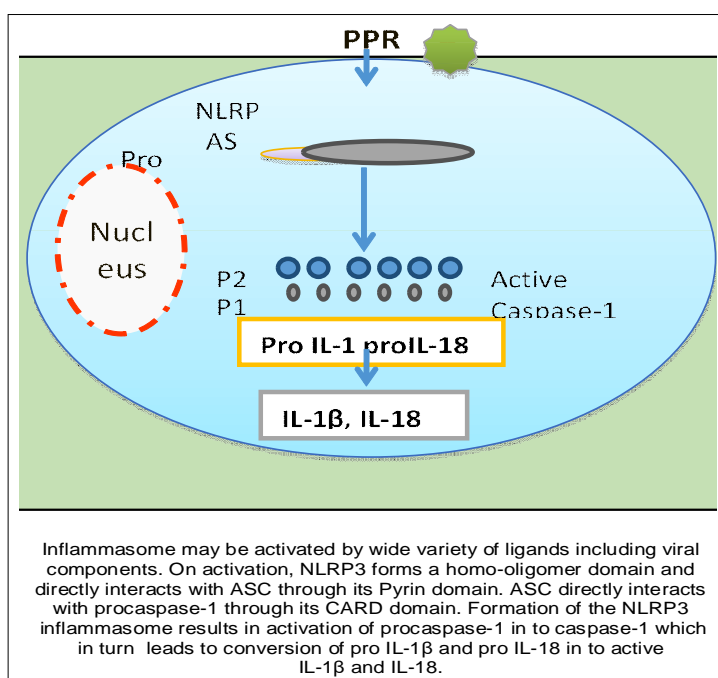 PPR
NLRP
AS
Pro
Nucl
eus
P2
P1
Active
Caspase-1
Pro IL-1 proIL-18
IL-1β, IL-18
Inflammasome may be activated by wide variety of ligands including viral
components. On activation, NLRP3 forms a homo-oligomer domain and
directly interacts with ASC through its Pyrin domain. ASC directly interacts
with procaspase-1 through its CARD domain. Formation of the NLRP3
inflammasome results in activation of procaspase-1 in to caspase-1 which
in turn leads to conversion of pro IL-1β and pro IL-18 in to active
IL-1β and IL-18.